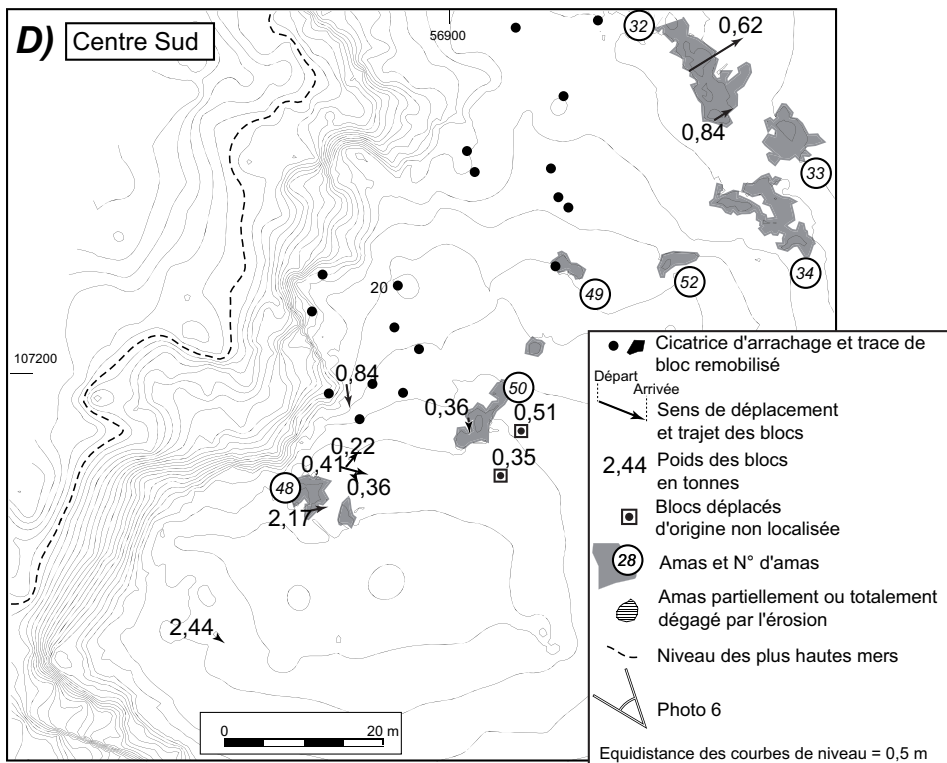 D) Centre Sud
56900
32
0,62
0,84
33
34
20
49
52
107200
0,84
50
0,36
0,51
0,22
0,41
0,35
48
0,36
2,17
2,44
0 20 m
Cicatrice d'arrachage et trace de
bloc remobilisé
Départ
Arrivée
Sens de déplacement
et trajet des blocs
2,44 Poids des blocs
en tonnes
Blocs déplacés
d'origine non localisée
28 Amas et N° d'amas
Amas partiellement ou totalement
dégagé par l'érosion
Niveau des plus hautes mers
Photo 6
Equidistance des courbes de niveau = 0,5 m